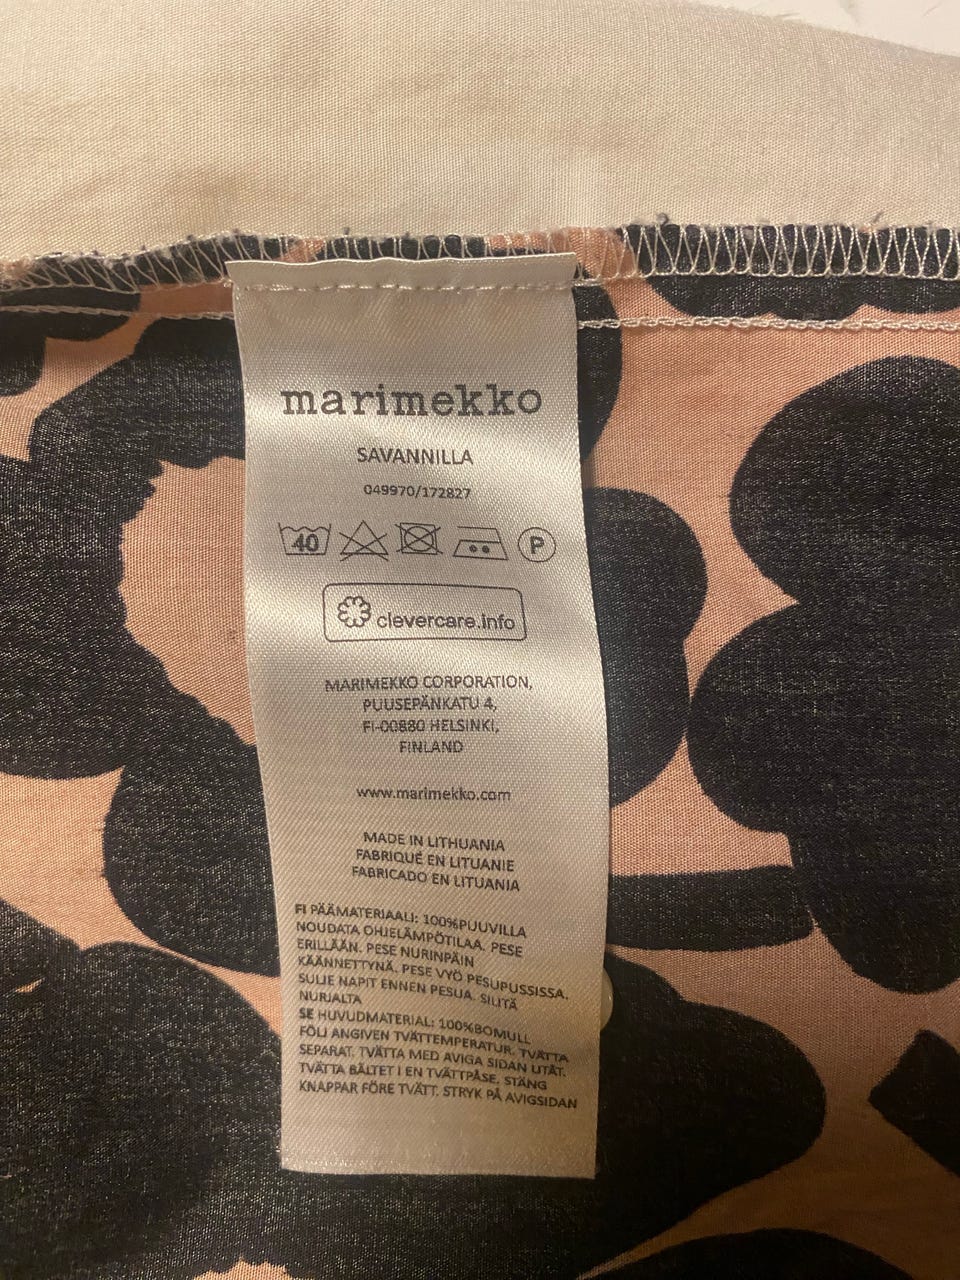 marimekko
SAVANNILLA
049970/172827
40 P
clevercare.info
MARIMEKKO CORPORATION,
PUUSEPÄNKATU 4,
FI-00880 HELSINKI,
FINLAND
www.marimekko.com
MADE IN LITHUANIA
FABRIQUÉ EN LITUANIE
FABRICADO EN LITUANIA
FI PÄÄMATERIAALI: 100%PUUVILLA
NOUDATA OHJELÄMPÖTILAA. PESE
ERILLÄÄN. PESE NURINPÄIN
KÄÄNNETTYNÄ. PESE VYÖ PESUPUSSISSA.
SULJE NAPIT ENNEN PESUA. SILITÄ
NURJALTA
SE HUVUDMATERIAL: 100%BOMULL
FÖLJ ANGIVEN TVÄTTEMPERATUR. TVÄTTA
SEPARAT. TVÄTTA MED AVIGA SIDAN UTÅT.
TVÄTTA BÄLTET I EN TVÄTTPÅSE. STÄNG
KNAPPAR FÖRE TVÄTT. STRYK PÅ AVIGSIDAN